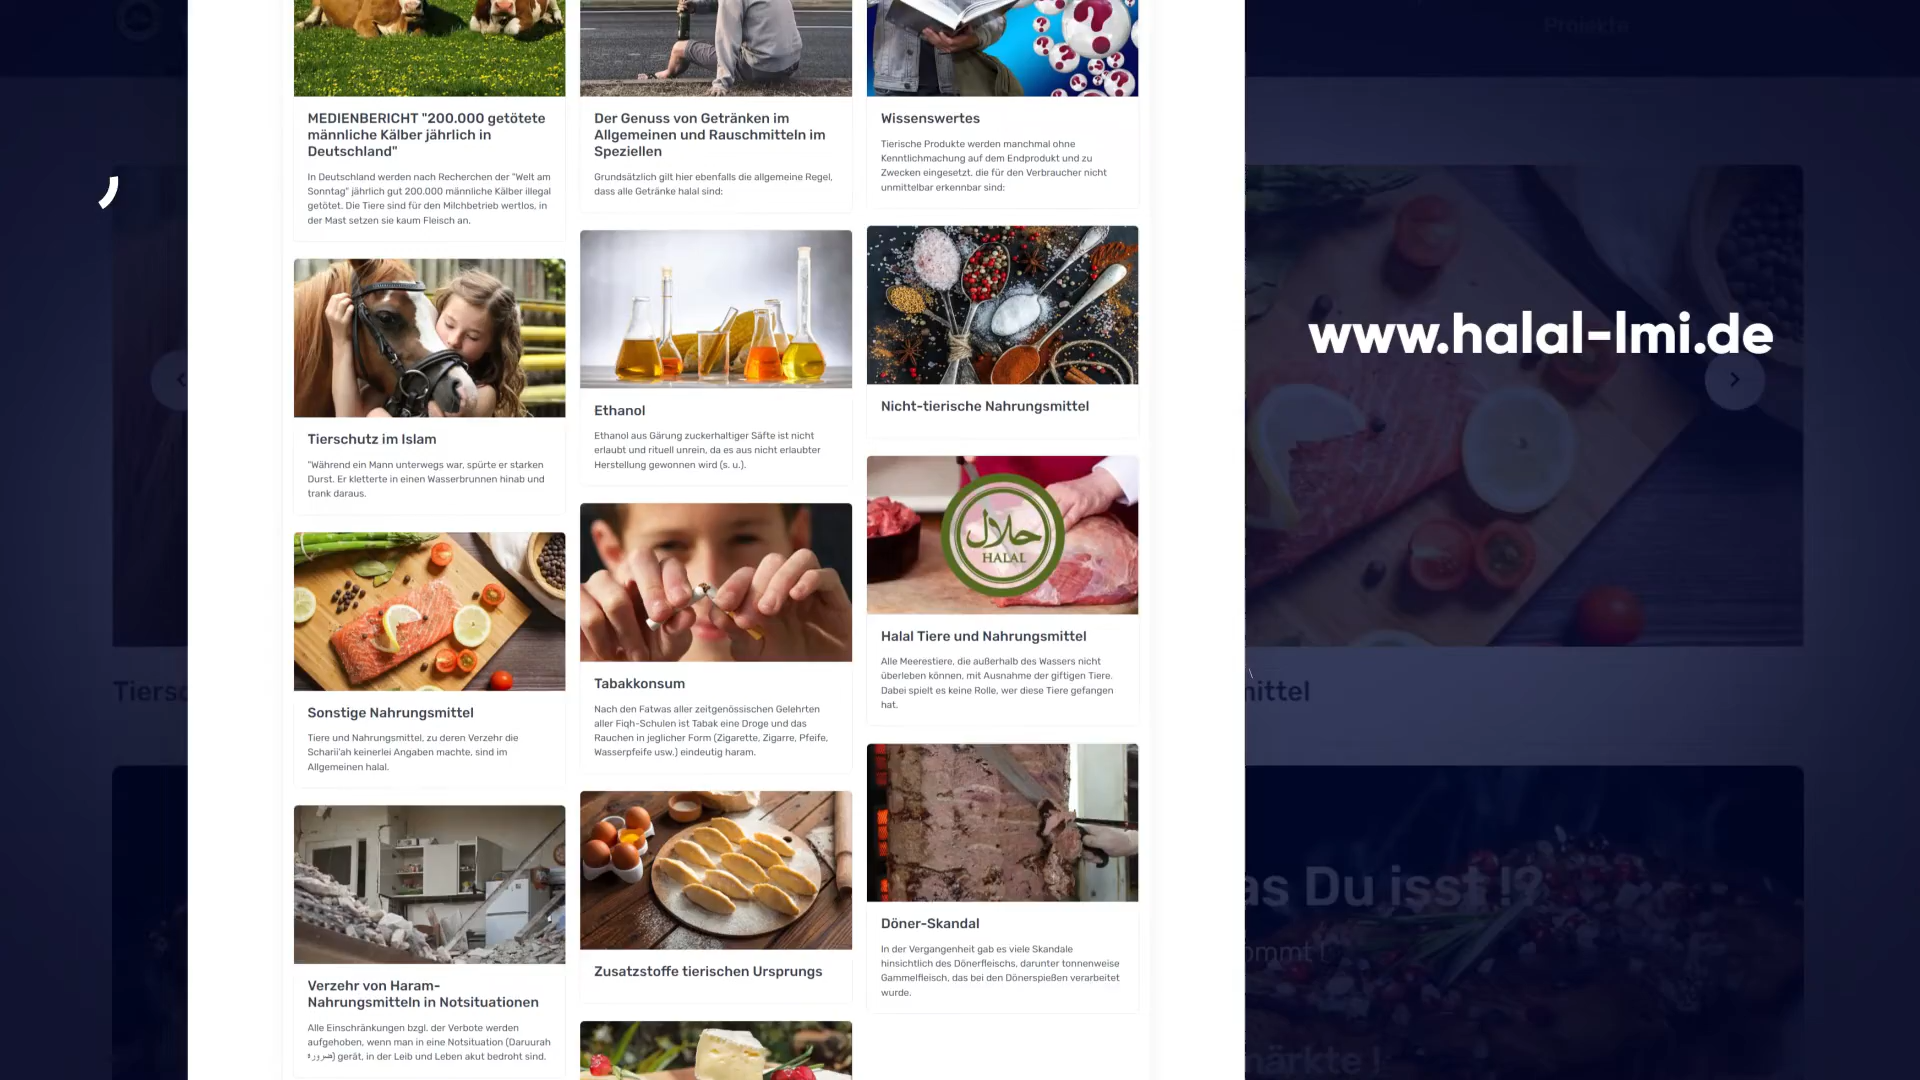 MEDIENBERICHT "200.000 getötete
männliche Kälber jährlich in
Deutschland"
In Deutschland werden nach Recherchen der "Welt am
Sonntag" jährlich gut 200.000 männliche Kälber illegal
getötet. Die Tiere sind für den Milchbetrieb wertlos, in
der Mast setzen sie kaum Fleisch an.
Tierschutz im Islam
"Während ein Mann unterwegs war, spürte er starken
Durst. Er kletterte in einen Wasserbrunnen hinab und
trank daraus.
Sonstige Nahrungsmittel
Tiere und Nahrungsmittel, zu deren Verzehr die
Scharii'ah keinerlei Angaben machte, sind im
Allgemeinen halal.
Verzehr von Haram-
Nahrungsmitteln in Notsituationen
Alle Einschränkungen bzgl. der Verbote werden
aufgehoben, wenn man in eine Notsituation (Daruurah
ضرورة) gerät, in der Leib und Leben akut bedroht sind.
Der Genuss von Getränken im
Allgemeinen und Rauschmitteln im
Speziellen
Grundsätzlich gilt hier ebenfalls die allgemeine Regel,
dass alle Getränke halal sind:
Ethanol
Ethanol aus Gärung zuckerhaltiger Säfte ist nicht
erlaubt und rituell unrein, da es aus nicht erlaubter
Herstellung gewonnen wird (s. u.).
Tabakkonsum
Nach den Fatwas aller zeitgenössischen Gelehrten
aller Fiqh-Schulen ist Tabak eine Droge und das
Rauchen in jeglicher Form (Zigarette, Zigarre, Pfeife,
Wasserpfeife usw.) eindeutig haram.
Zusatzstoffe tierischen Ursprungs
Wissenswertes
Tierische Produkte werden manchmal ohne
Kenntlichmachung auf dem Endprodukt und zu
Zwecken eingesetzt, die für den Verbraucher nicht
unmittelbar erkennbar sind:
Nicht-tierische Nahrungsmittel
حلال
HALAL
Halal Tiere und Nahrungsmittel
Alle Meerestiere, die außerhalb des Wassers nicht
überleben können, mit Ausnahme der giftigen Tiere.
Dabei spielt es keine Rolle, wer diese Tiere gefangen
hat.
Döner-Skandal
In der Vergangenheit gab es viele Skandale
hinsichtlich des Dönerfleischs, darunter tonnenweise
Gammelfleisch, das bei den Dönerspießen verarbeitet
wurde.
Projekte
www.halal-lmi.de
Tiersc
mittel
as Du isst !?
ommt !
märkte !